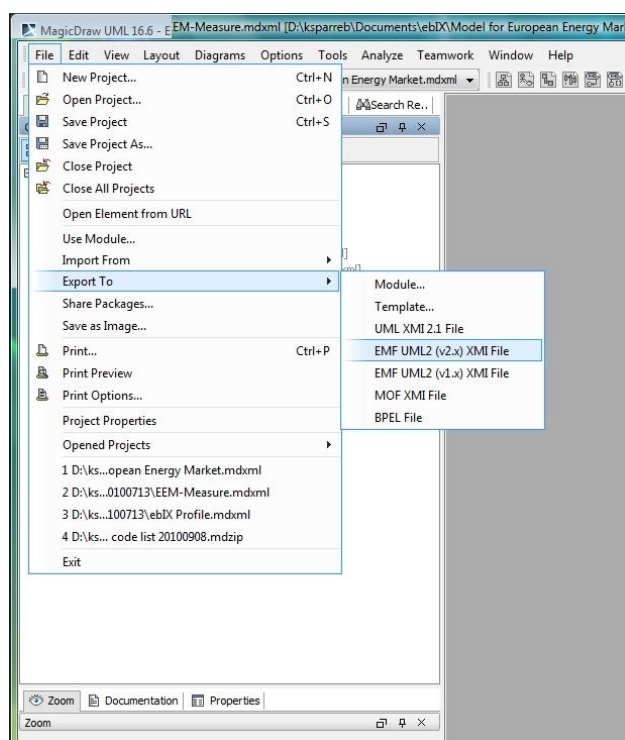 MagicDraw UML 16.6 - EEM-Measure.mdxml [D:\ksparreb\Documents\ebIX\Model for European Energy Mar
File Edit View Layout Diagrams Options Tools Analyze Teamwork Window Help
New Project... Ctrl+N
n Energy Market.mdxml
Open Project... Ctrl+O
Search Re..
Save Project Ctrl+S
Save Project As...
Close Project
Close All Projects
Open Element from URL
Use Module...
Import From
Export To
Share Packages...
Save as Image...
Print... Ctrl+P
Print Preview
Print Options...
Project Properties
Opened Projects
1 D:\ks...opean Energy Market.mdxml
2 D:\ks...0100713\EEM-Measure.mdxml
3 D:\ks...100713\ebIX Profile.mdxml
4 D:\ks... code list 20100908.mdzip
Exit
Module...
Template...
UML XMI 2.1 File
EMF UML2 (v2.x) XMI File
EMF UML2 (v1.x) XMI File
MOF XMI File
BPEL File
Zoom Documentation Properties
Zoom